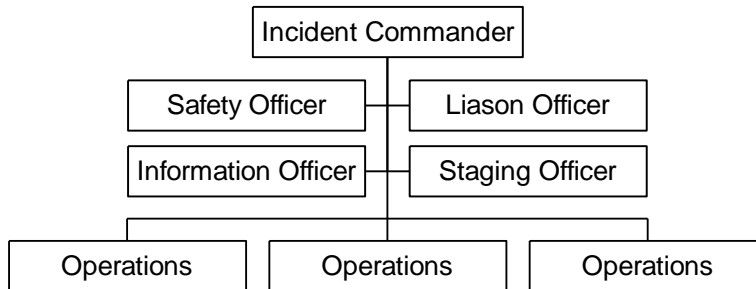 Incident Commander
Safety Officer
Liason Officer
Information Officer
Staging Officer
Operations
Operations
Operations